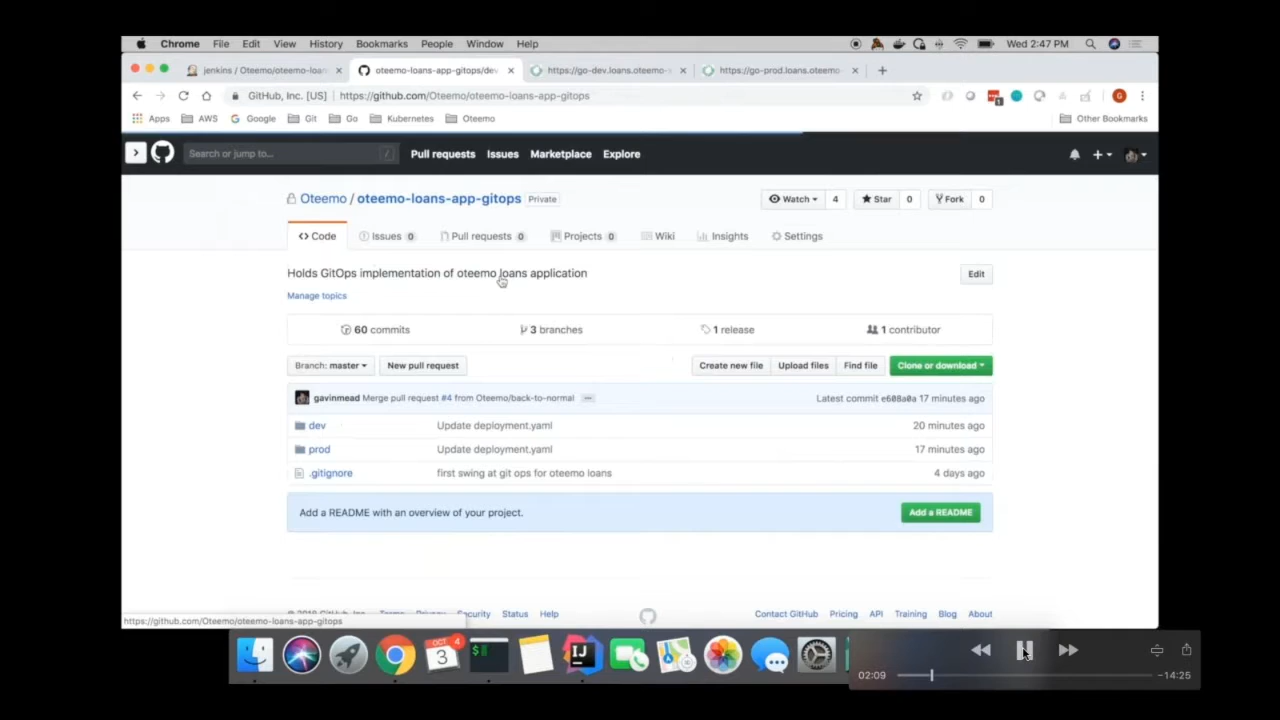 Chrome File Edit View History Bookmarks People Window Help Wed 2:47 PM
jenkins / Oteemo/oteemo-loan oteemo-loans-app-gitops/dev https://go-dev.loans.oteemo https://go-prod.loans.oteemo
GitHub, Inc. [US] https://github.com/Oteemo/oteemo-loans-app-gitops
Apps AWS Google Git Go Kubernetes Oteemo Other Bookmarks
Search or jump to... / Pull requests Issues Marketplace Explore
Oteemo / oteemo-loans-app-gitops Private Watch 4 Star 0 Fork 0
Code Issues 0 Pull requests 0 Projects 0 Wiki Insights Settings
Holds GitOps implementation of oteemo loans application Edit
Manage topics
60 commits 3 branches 1 release 1 contributor
Branch: master New pull request Create new file Upload files Find file Clone or download
gavinmead Merge pull request #4 from Oteemo/back-to-normal Latest commit e608a0a 17 minutes ago
dev Update deployment.yaml 20 minutes ago
prod Update deployment.yaml 17 minutes ago
.gitignore first swing at git ops for oteemo loans 4 days ago
Add a README with an overview of your project. Add a README
Status Help Contact GitHub Pricing API Training Blog About
https://github.com/Oteemo/oteemo-loans-app-gitops
OCT 3 4 $ IJ
02:09 -14:25